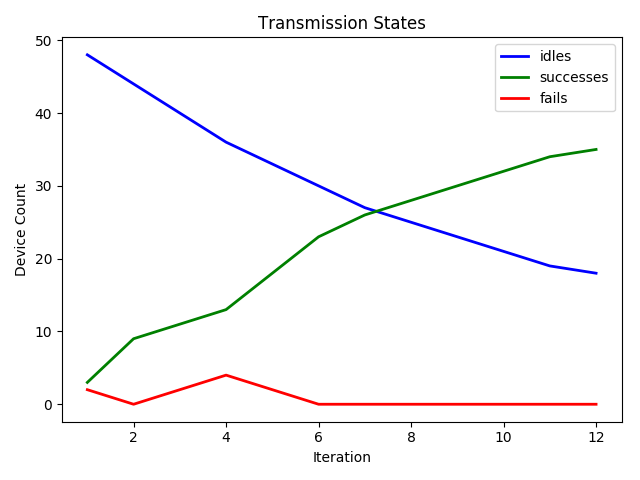 Transmission States
idles
successes
fails
Device Count
50
40
30
20
10
0
2 4 6 8 10 12
Iteration